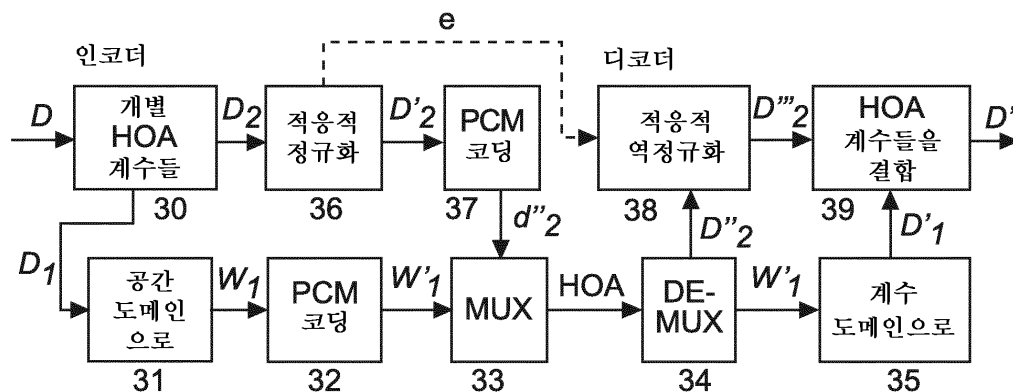 e
인코더
디코더
D
개별
HOA
계수들
30
D2
적응적
정규화
36
D'2
PCM
코딩
37
d''2
적응적
역정규화
38
D'''2
HOA
계수들을
결합
39
D'
D1
공간
도메인
으로
31
W1
PCM
코딩
32
W'1
MUX
33
HOA
DE-
MUX
34
D''2
W'1
계수
도메인으로
35
D'1